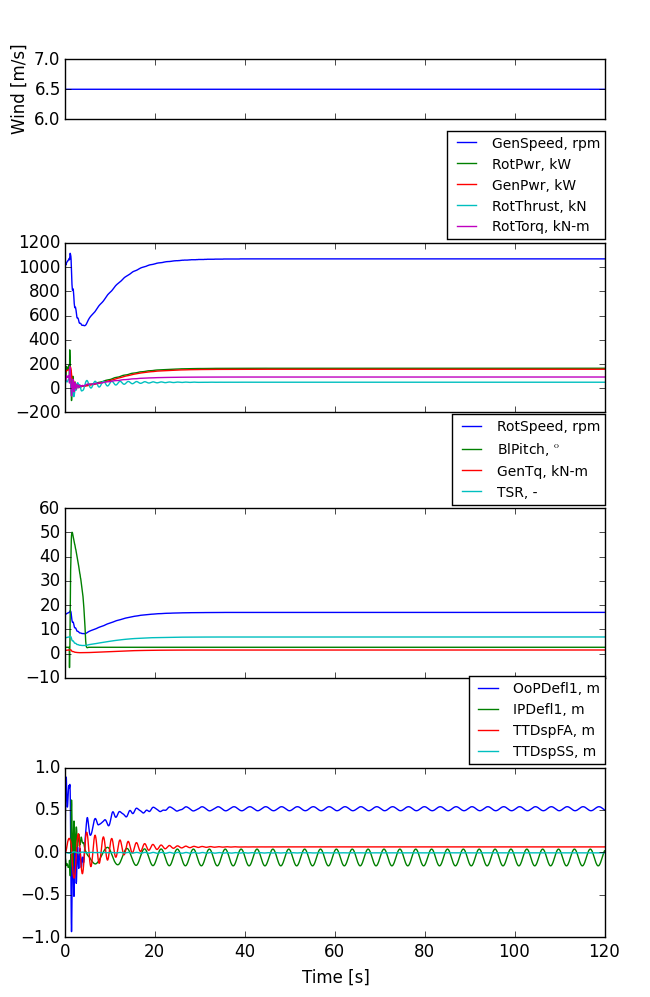 Wind [m/s]
7.0
6.5
6.0
GenSpeed, rpm
RotPwr, kW
GenPwr, kW
RotThrust, kN
RotTorq, kN-m
1200
1000
800
600
400
200
0
−200
RotSpeed, rpm
BlPitch, °
GenTq, kN-m
TSR, -
60
50
40
30
20
10
0
−10
OoPDefl1, m
IPDefl1, m
TTDspFA, m
TTDspSS, m
1.0
0.5
0.0
−0.5
−1.0
0 20 40 60 80 100 120
Time [s]